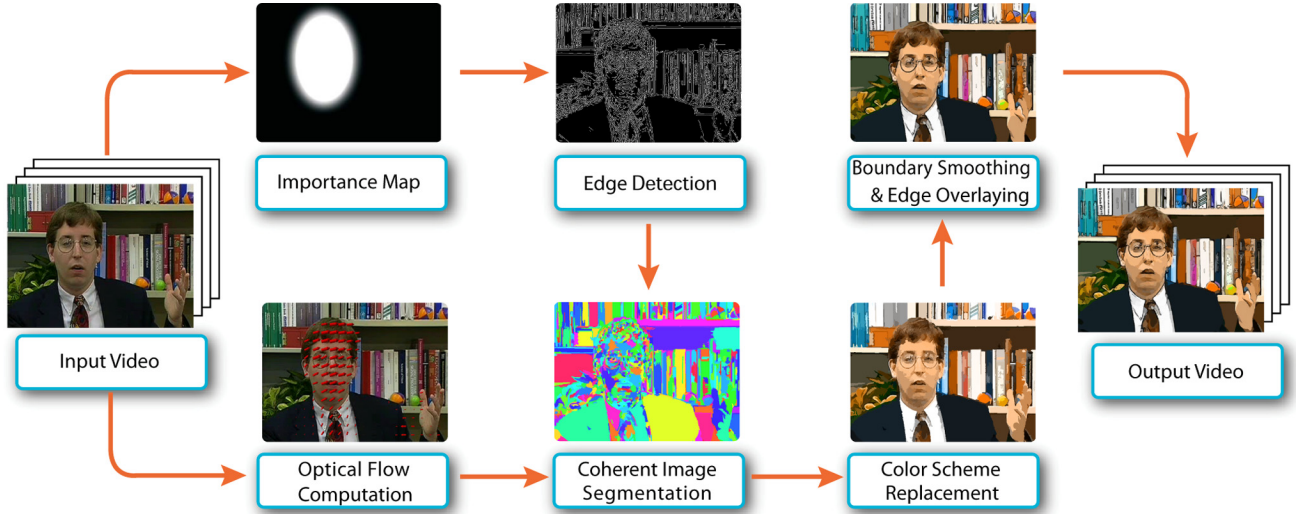 Importance Map
Edge Detection
Boundary Smoothing
& Edge Overlaying
Input Video
Output Video
Optical Flow
Computation
Coherent Image
Segmentation
Color Scheme
Replacement